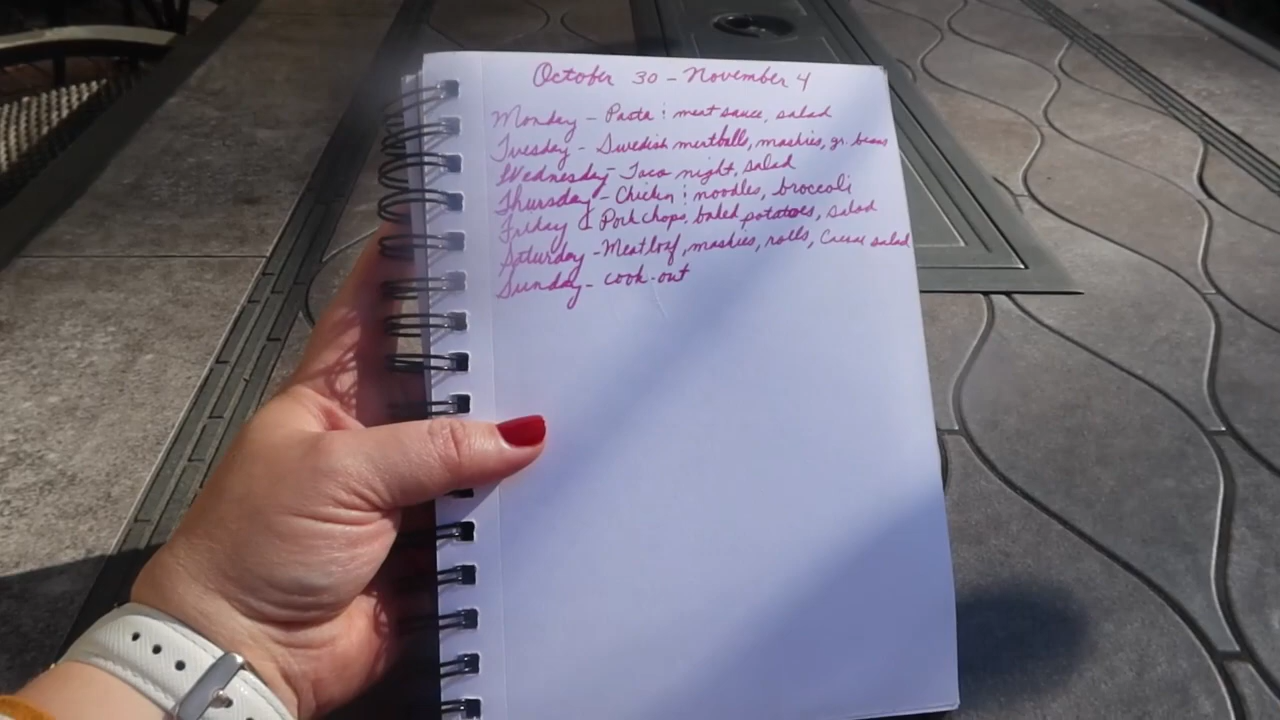 October 30 - November 4
Monday - Pasta & meat sauce, salad
Tuesday - Swedish meatballs, mashies, gr. beans
Wednesday - Taco night, salad
Thursday - Chicken & noodles, broccoli
Friday - Pork chops, baked potatoes, salad
Saturday - Meatloaf, mashies, rolls, Caesar salad
Sunday - cook-out